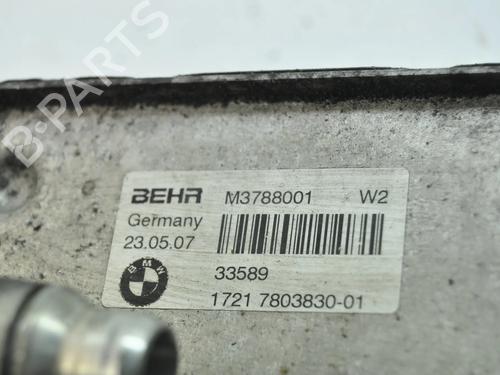 B-PARTS
BEHR M3788001 W2
Germany
23.05.07
BMW
33589
1721 7803830-01